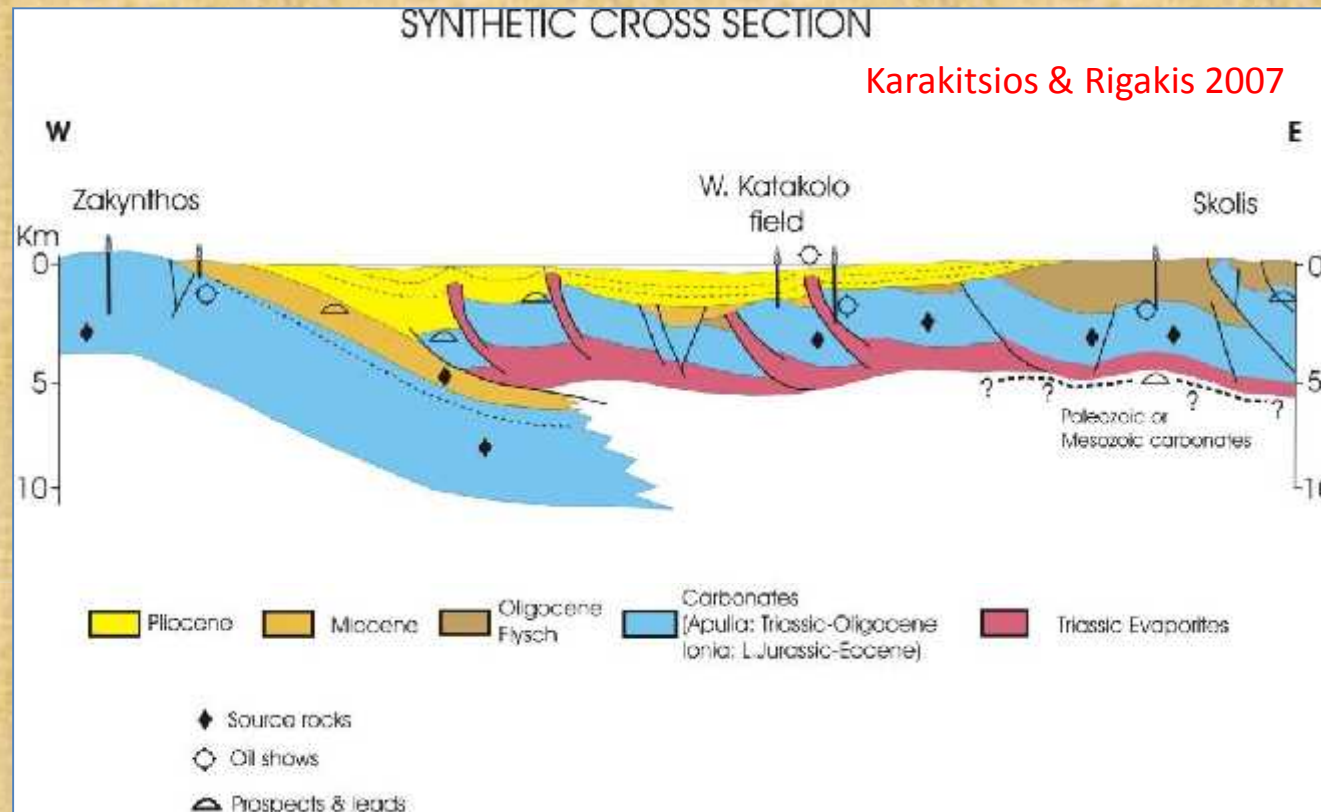 SYNTHETIC CROSS SECTION
Karakitsios & Rigakis 2007
W
E
Zakynthos
W. Katakolo
field
Skolis
Km
0
0
5
5
10
10
? ? ? ?
Paleozoic or
Mesozoic carbonates
Pliocene
Miocene
Oligocene
Flysch
Carbonates
(Apulia: Triassic-Oligocene
Ionia: L.Jurassic-Eocene)
Triassic Evaporites
Source rocks
Oil shows
Prospects & leads